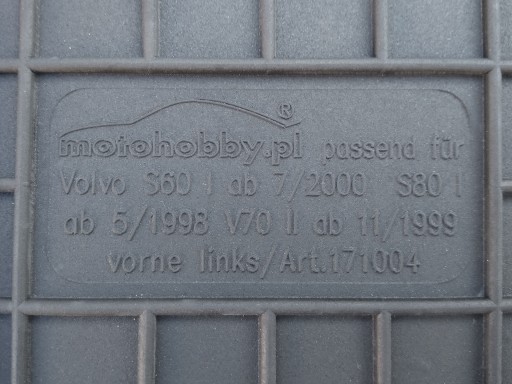 motohobby.pl ® passend für
Volvo S60 I ab 7/2000 S80 I
ab 5/1998 V70 II ab 11/1999
vorne links/Art.171004